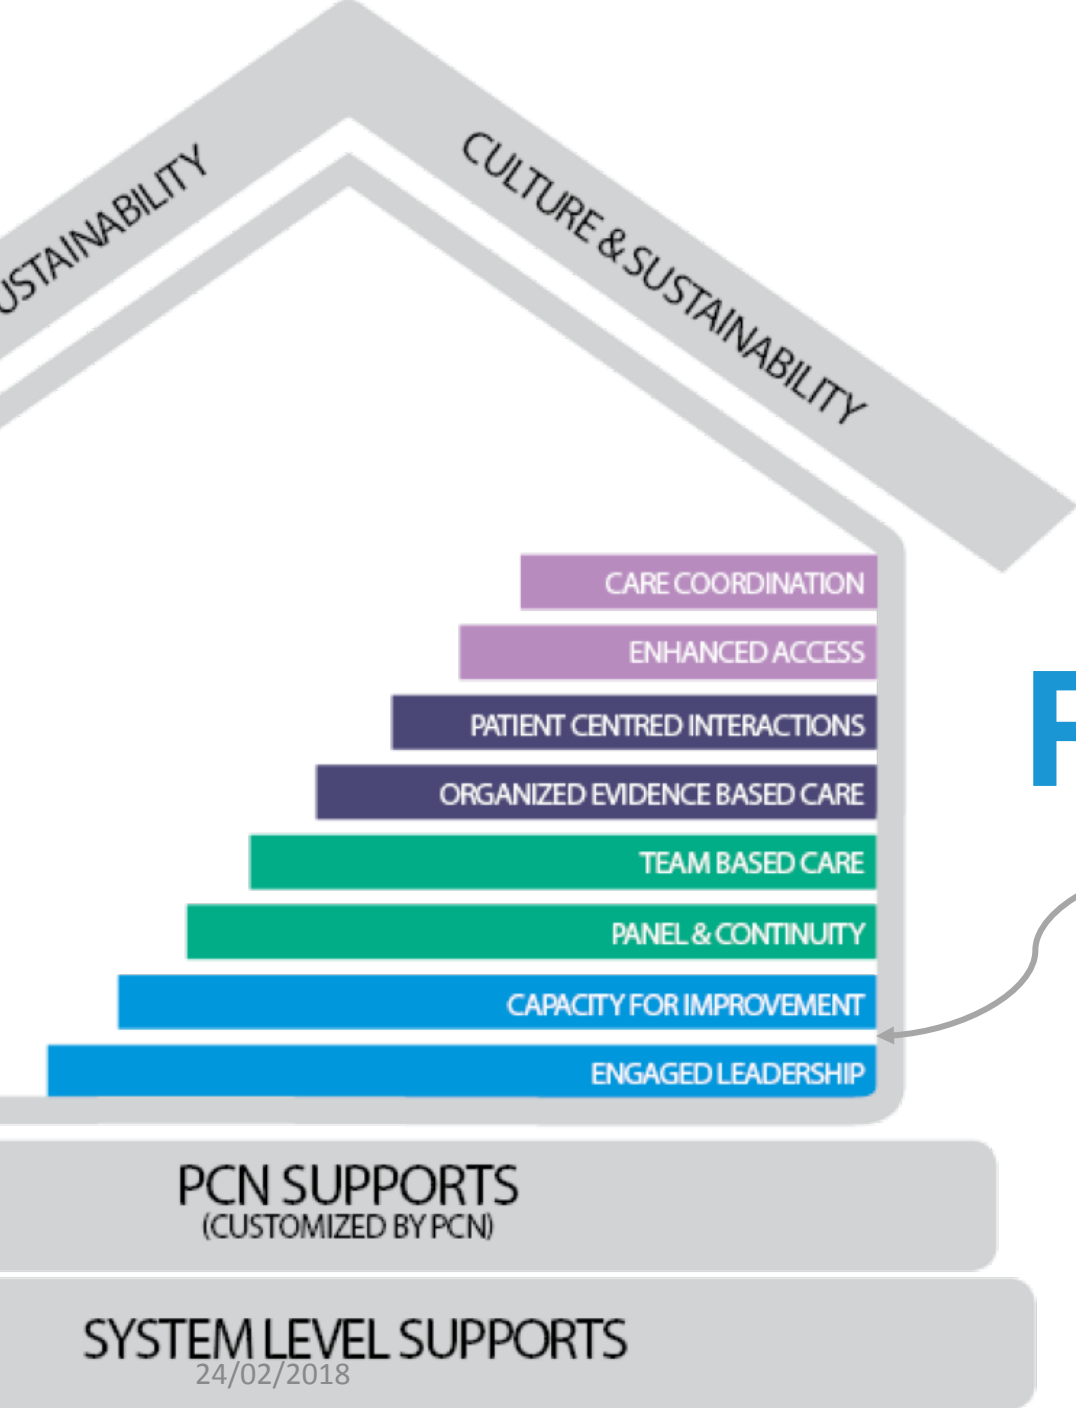 USTAINABILITY
CULTURE & SUSTAINABILITY
CARE COORDINATION
ENHANCED ACCESS
PATIENT CENTRED INTERACTIONS
ORGANIZED EVIDENCE BASED CARE
TEAM BASED CARE
PANEL & CONTINUITY
CAPACITY FOR IMPROVEMENT
ENGAGED LEADERSHIP
PCN SUPPORTS
(CUSTOMIZED BY PCN)
SYSTEM LEVEL SUPPORTS
24/02/2018